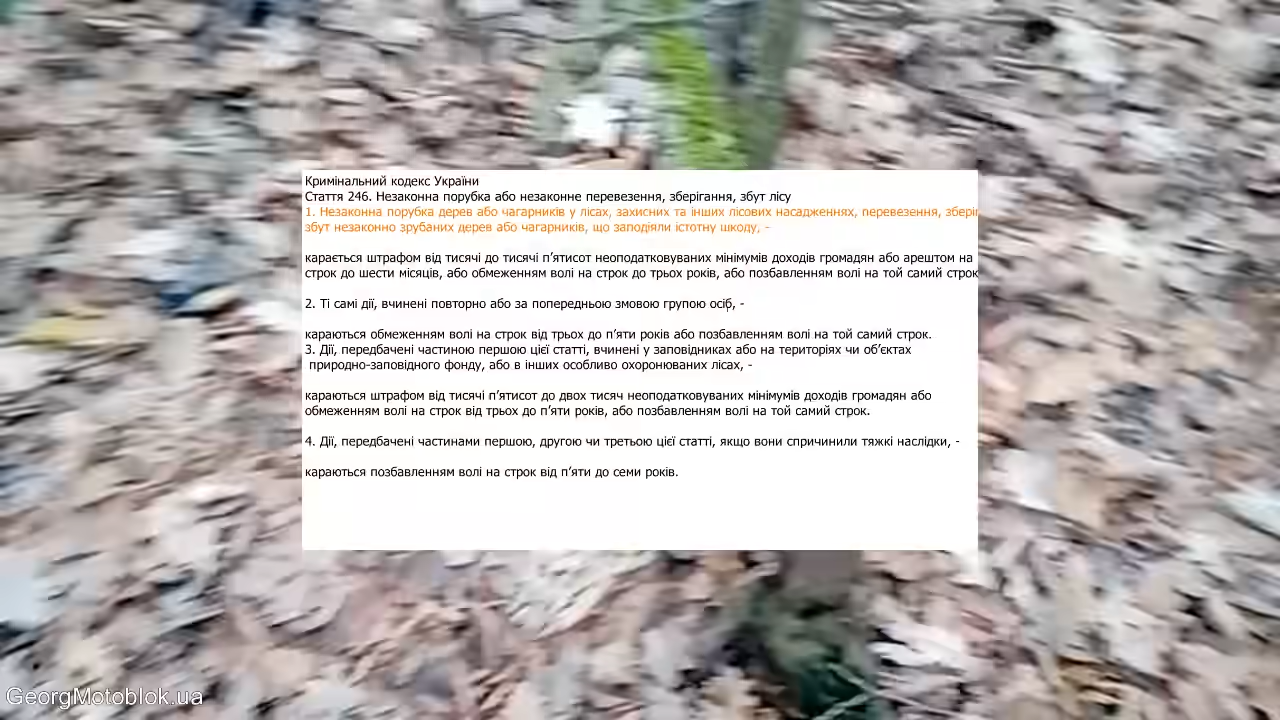 Кримінальний кодекс України
Стаття 246. Незаконна порубка або незаконне перевезення, зберігання, збут лісу
1. Незаконна порубка дерев або чагарників у лісах, захисних та інших лісових насадженнях, перевезення,
збут незаконно зрубаних дерев або чагарників, що заподіяли істотну шкоду, -
карається штрафом від тисячі до тисячі п'ятисот неоподатковуваних мінімумів доходів громадян або арештом на
строк до шести місяців, або обмеженням волі на строк до трьох років, або позбавленням волі на той самий строк
2. Ті самі дії, вчинені повторно або за попередньою змовою групою осіб, -
караються обмеженням волі на строк від трьох до п'яти років або позбавленням волі на той самий строк.
3. Дії, передбачені частиною першою цієї статті, вчинені у заповідниках або на територіях чи об'єктах
природно-заповідного фонду, або в інших особливо охоронюваних лісах, -
караються штрафом від тисячі п'ятисот до двох тисяч неоподатковуваних мінімумів доходів громадян або
обмеженням волі на строк від трьох до п'яти років, або позбавленням волі на той самий строк.
4. Дії, передбачені частинами першою, другою чи третьою цієї статті, якщо вони спричинили тяжкі наслідки, -
караються позбавленням волі на строк від п'яти до семи років.
GeorgMotoblok.ua